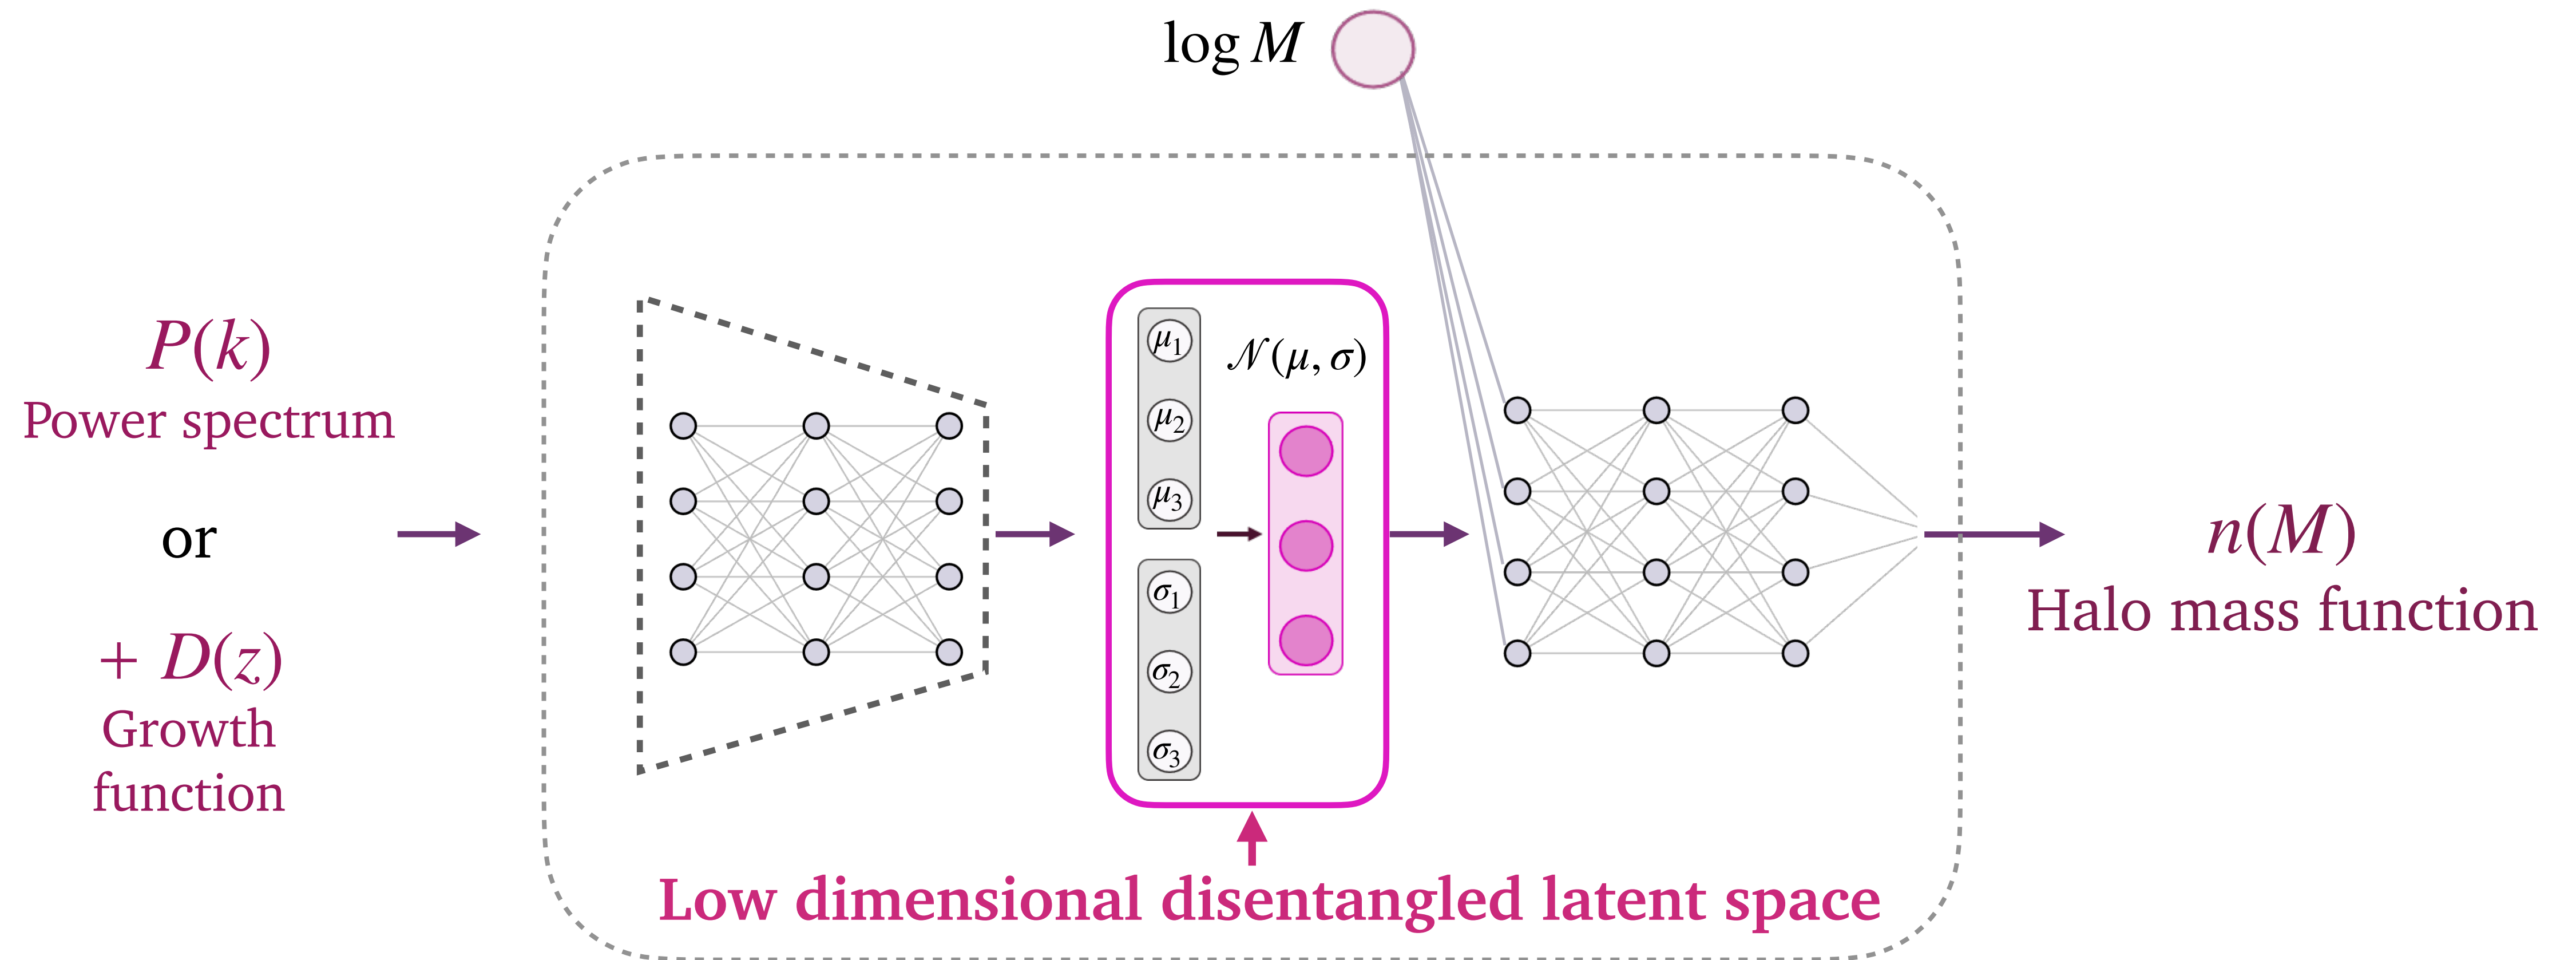 log M
P(k)
Power spectrum
or
+ D(z)
Growth
function
μ₁
μ₂
μ₃
𝒩(μ, σ)
σ₁
σ₂
σ₃
n(M)
Halo mass function
Low dimensional disentangled latent space